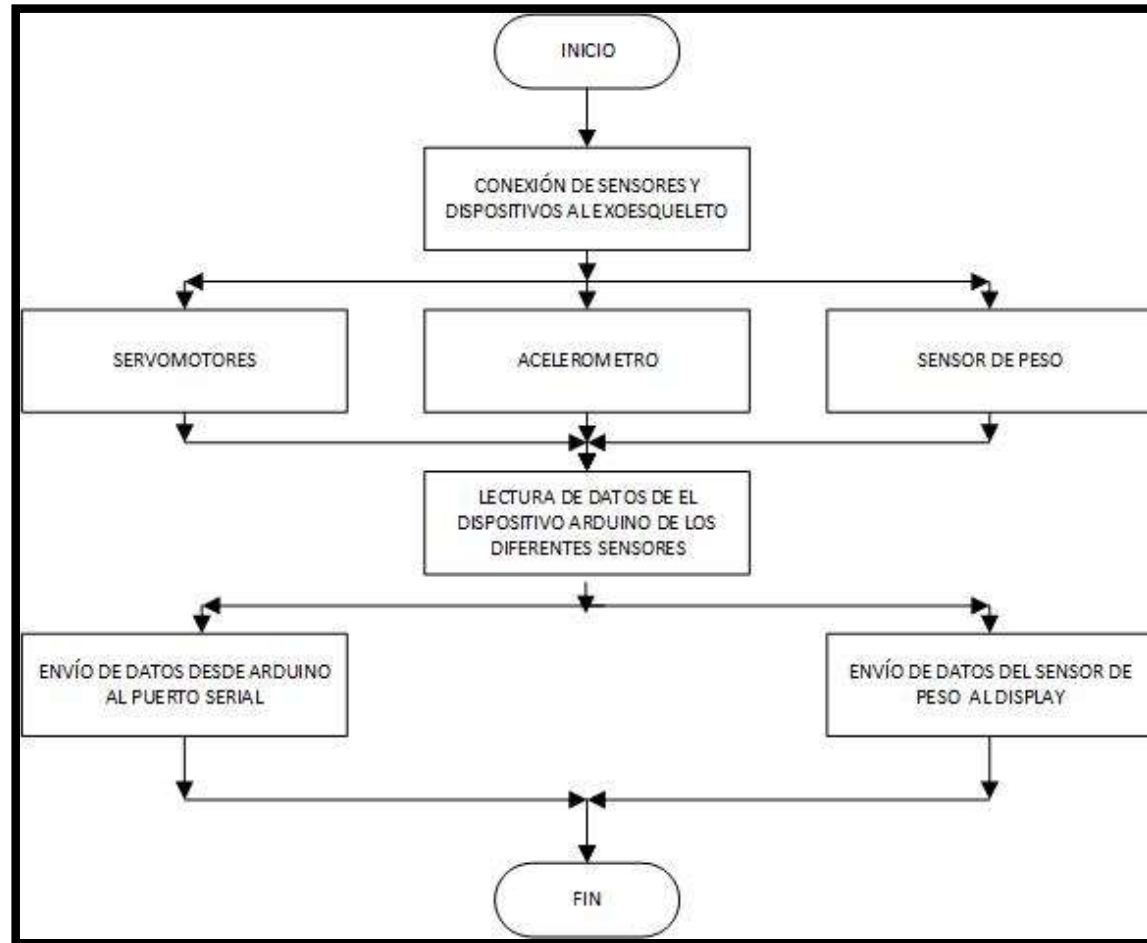 INICIO
CONEXIÓN DE SENSORES Y
DISPOSITIVOS AL EXOESQUELETO
SERVOMOTORES
ACELEROMETRO
SENSOR DE PESO
LECTURA DE DATOS DE EL
DISPOSITIVO ARDUINO DE LOS
DIFERENTES SENSORES
ENVÍO DE DATOS DESDE ARDUINO
AL PUERTO SERIAL
ENVÍO DE DATOS DEL SENSOR DE
PESO AL DISPLAY
FIN